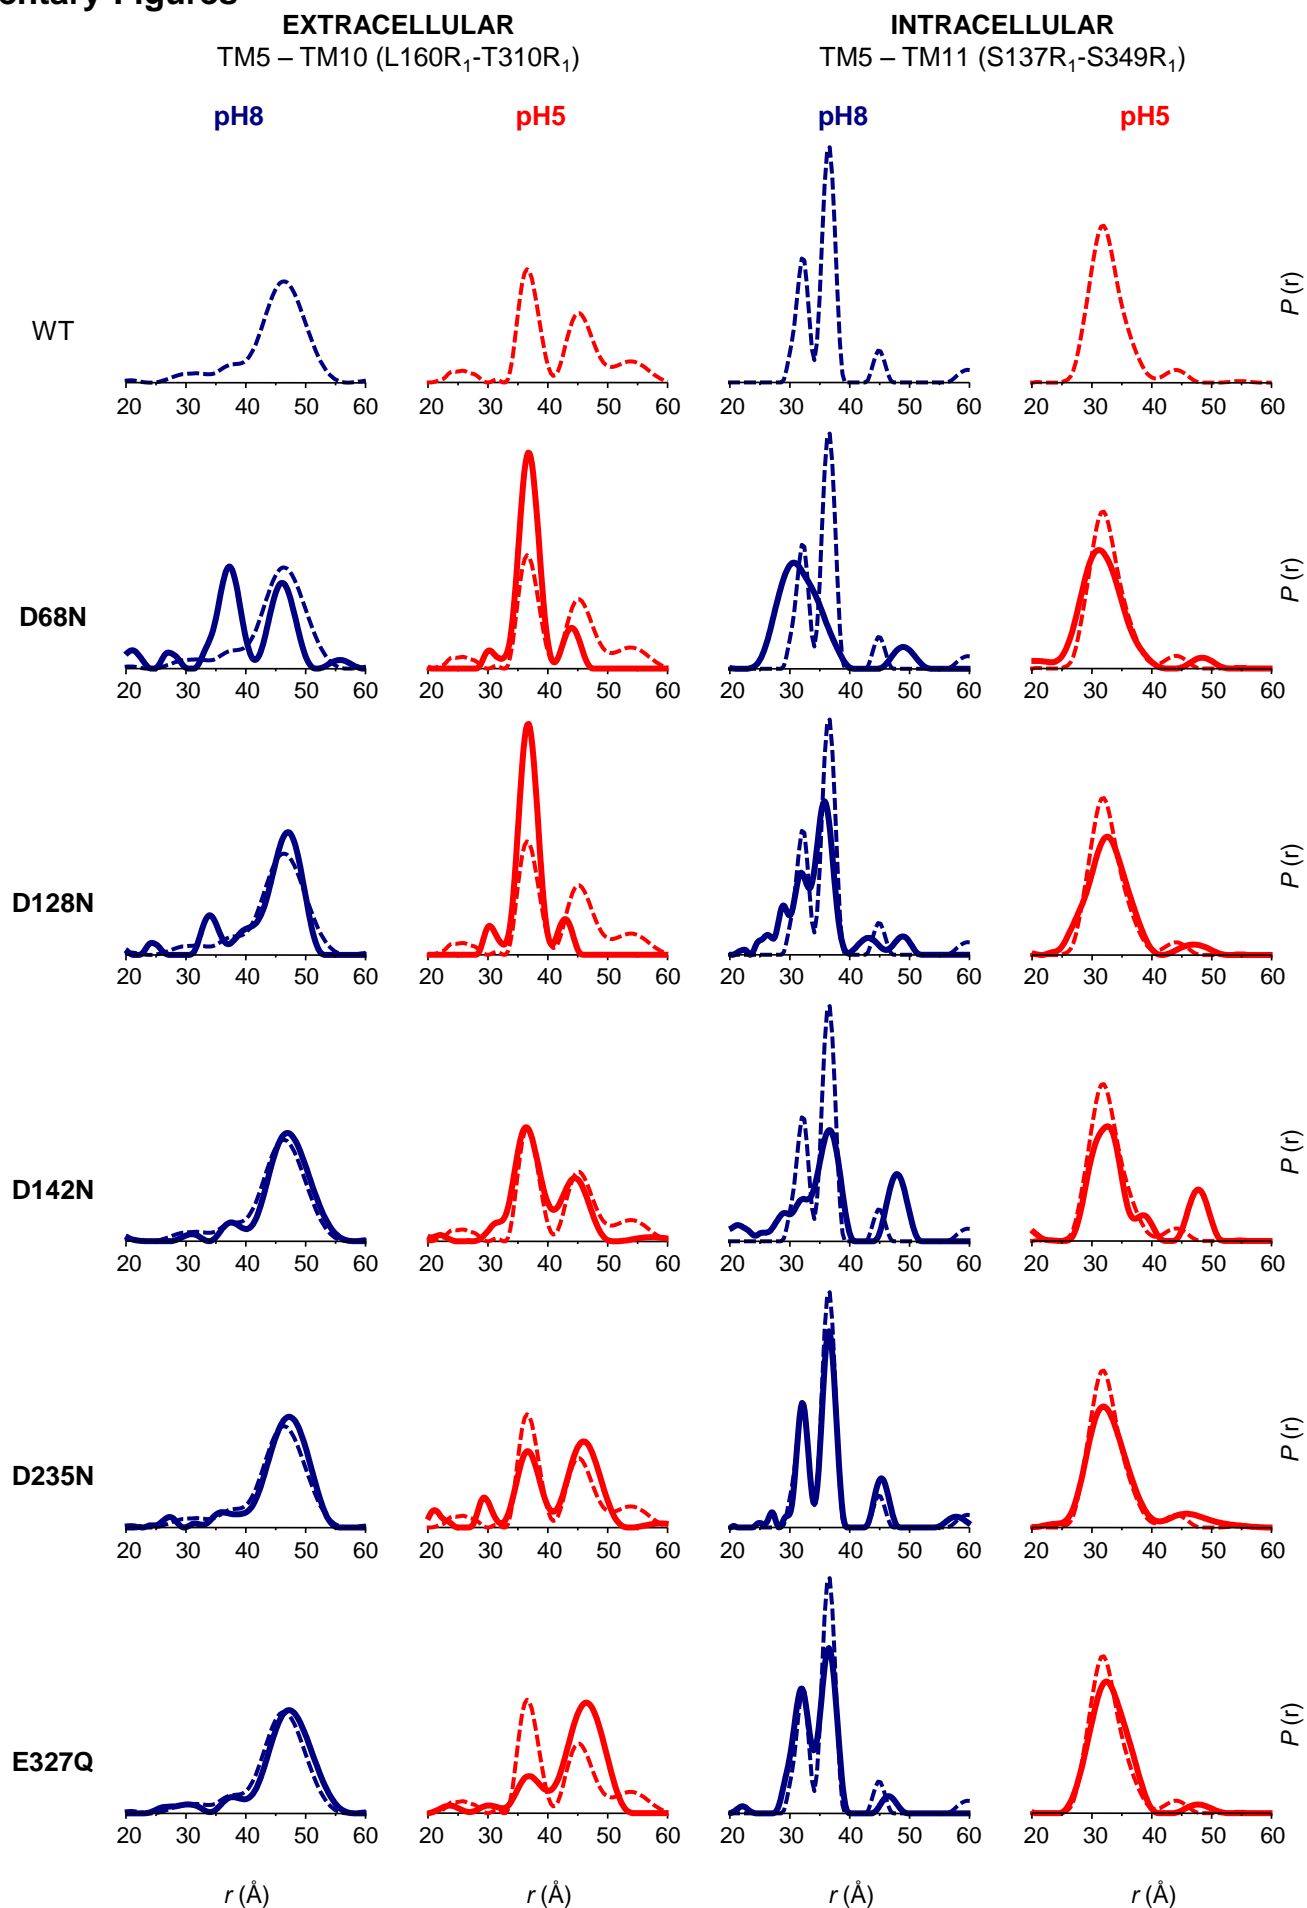 EXTRACELLULAR INTRACELLULAR
TM5 – TM10 (L160R1-T310R1) TM5 – TM11 (S137R1-S349R1)
pH8 pH5 pH8 pH5
WT
P (r)
20 30 40 50 60 20 30 40 50 60 20 30 40 50 60 20 30 40 50 60
D68N
P (r)
20 30 40 50 60 20 30 40 50 60 20 30 40 50 60 20 30 40 50 60
D128N
P (r)
20 30 40 50 60 20 30 40 50 60 20 30 40 50 60 20 30 40 50 60
D142N
P (r)
20 30 40 50 60 20 30 40 50 60 20 30 40 50 60 20 30 40 50 60
D235N
P (r)
20 30 40 50 60 20 30 40 50 60 20 30 40 50 60 20 30 40 50 60
E327Q
P (r)
20 30 40 50 60 20 30 40 50 60 20 30 40 50 60 20 30 40 50 60
r (Å) r (Å) r (Å) r (Å)